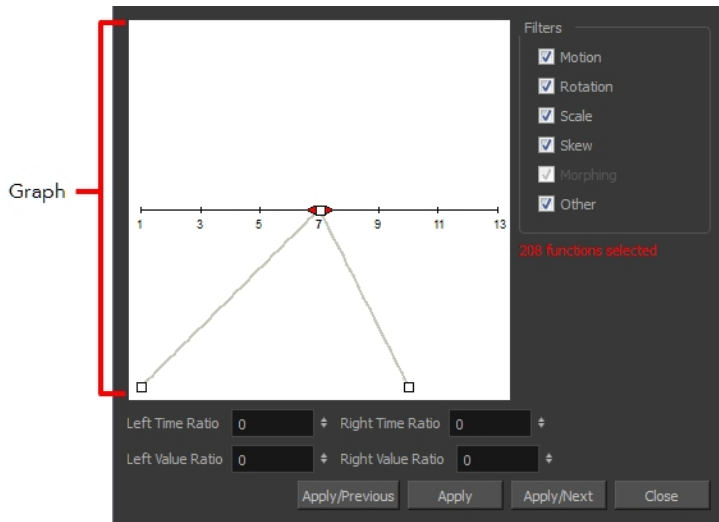 Graph
Filters
Motion
Rotation
Scale
Skew
Morphing
Other
208 functions selected
1 3 5 7 9 11 13
Left Time Ratio 0 Right Time Ratio 0
Left Value Ratio 0 Right Value Ratio 0
Apply/Previous Apply Apply/Next Close